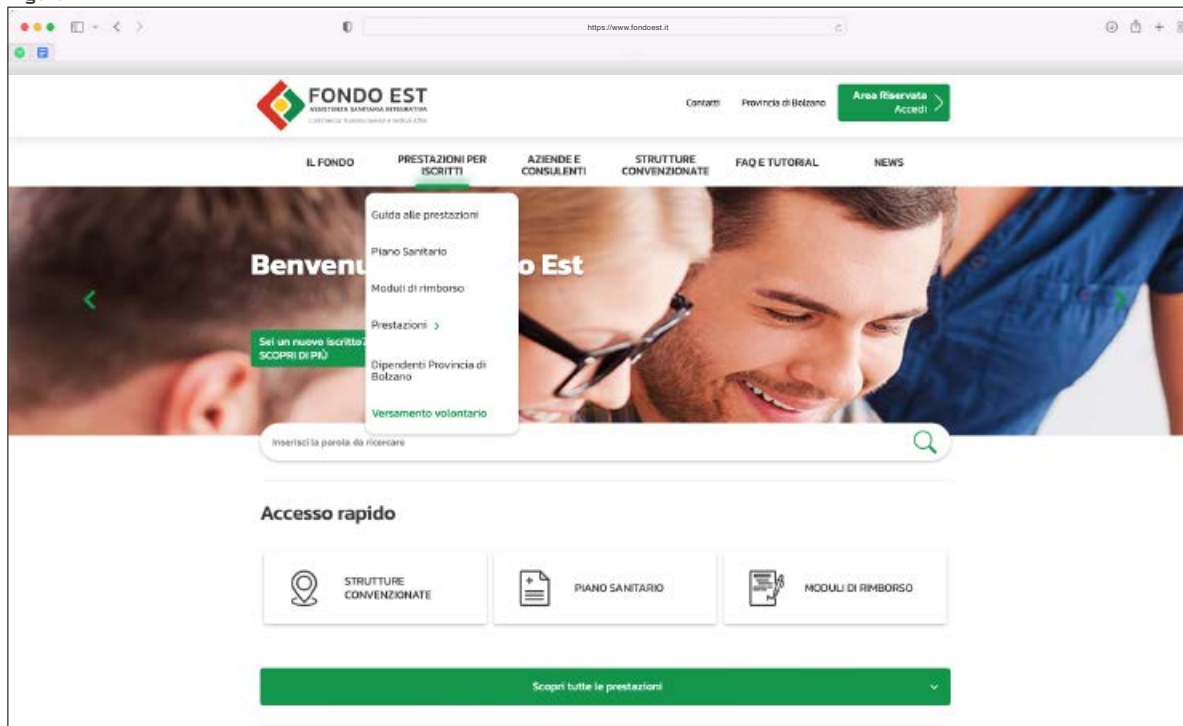 https://www.fondoest.it
FONDO EST
ASSISTENZA SANITARIA INTEGRATIVA
Contatti
Provincia di Bolzano
Area Riservata
Accedi
IL FONDO
PRESTAZIONI PER
ISCRITTI
AZIENDE E
CONSULENTI
STRUTTURE
CONVENZIONATE
FAQ E TUTORIAL
NEWS
Guida alle prestazioni
Piano Sanitario
Moduli di rimborso
Prestazioni
Dipendenti Provincia di
Bolzano
Versamento volontario
Benvenu
o Est
Sei un nuovo iscritto?
SCOPRI DI PIÙ
Inserisci la parola da ricercare
Accesso rapido
STRUTTURE
CONVENZIONATE
PIANO SANITARIO
MODULI DI RIMBORSO
Scopri tutte le prestazioni